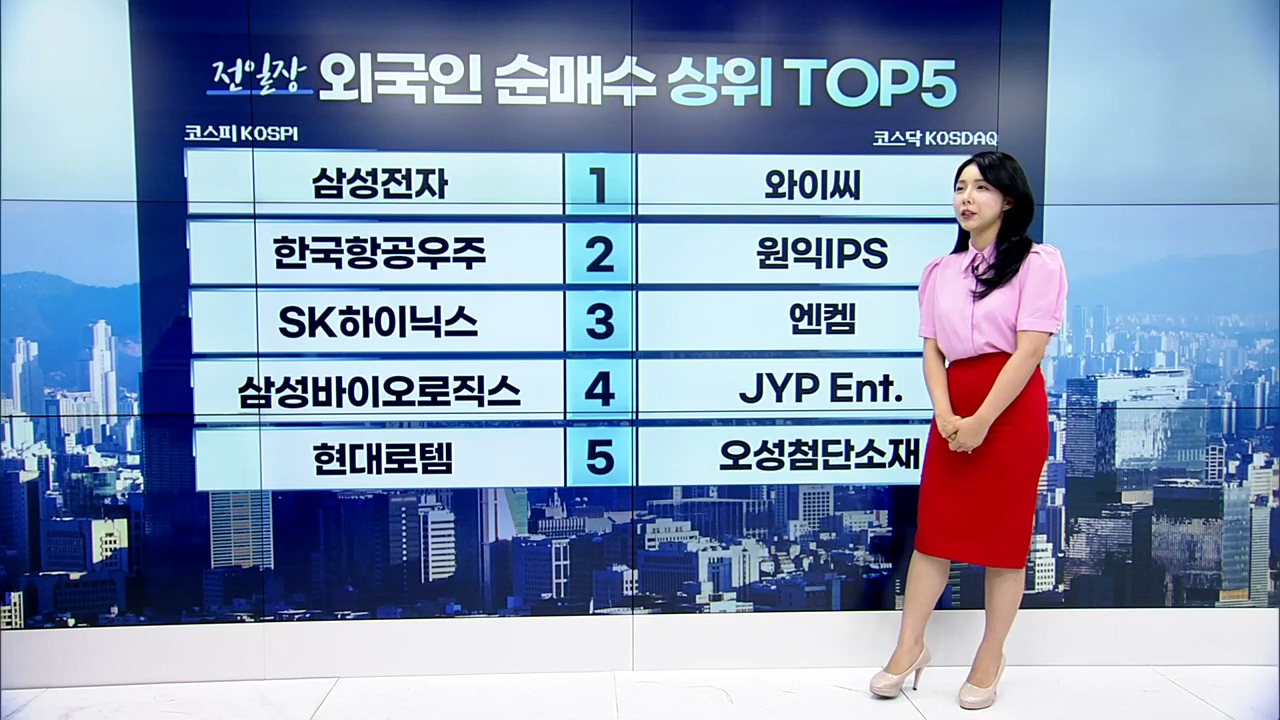 전일장 외국인 순매수 상위 TOP5
코스피 KOSPI 코스닥 KOSDAQ
삼성전자 1 와이씨
한국항공우주 2 원익IPS
SK하이닉스 3 엔켐
삼성바이오로직스 4 JYP Ent.
현대로템 5 오성첨단소재